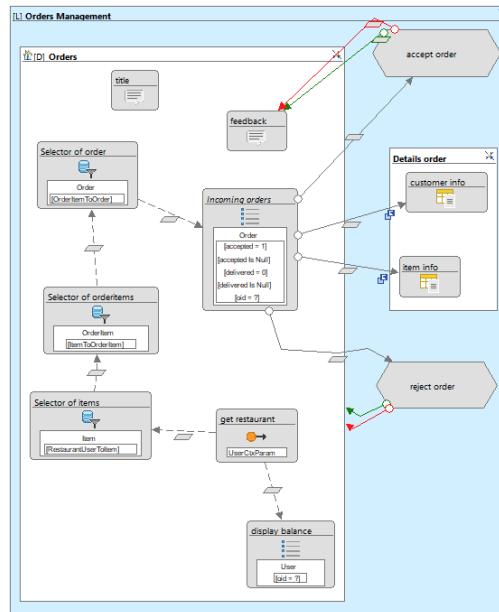 [L] Orders Management
[D] Orders
title
feedback
accept order
Selector of order
Order
[OrderItemToOrder]
Incoming orders
Order
[accepted = 1]
[accepted Is Null]
[delivered = 0]
[delivered Is Null]
[oid = ?]
Details order
customer info
item info
Selector of orderitems
OrderItem
[ItemToOrderItem]
reject order
Selector of items
Item
[RestaurantUserToItem]
get restaurant
UserCtxParam
display balance
User
[oid = ?]